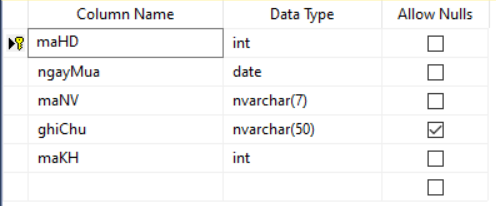 Column Name Data Type Allow Nulls
maHD int
ngayMua date
maNV nvarchar(7)
ghiChu nvarchar(50)
maKH int